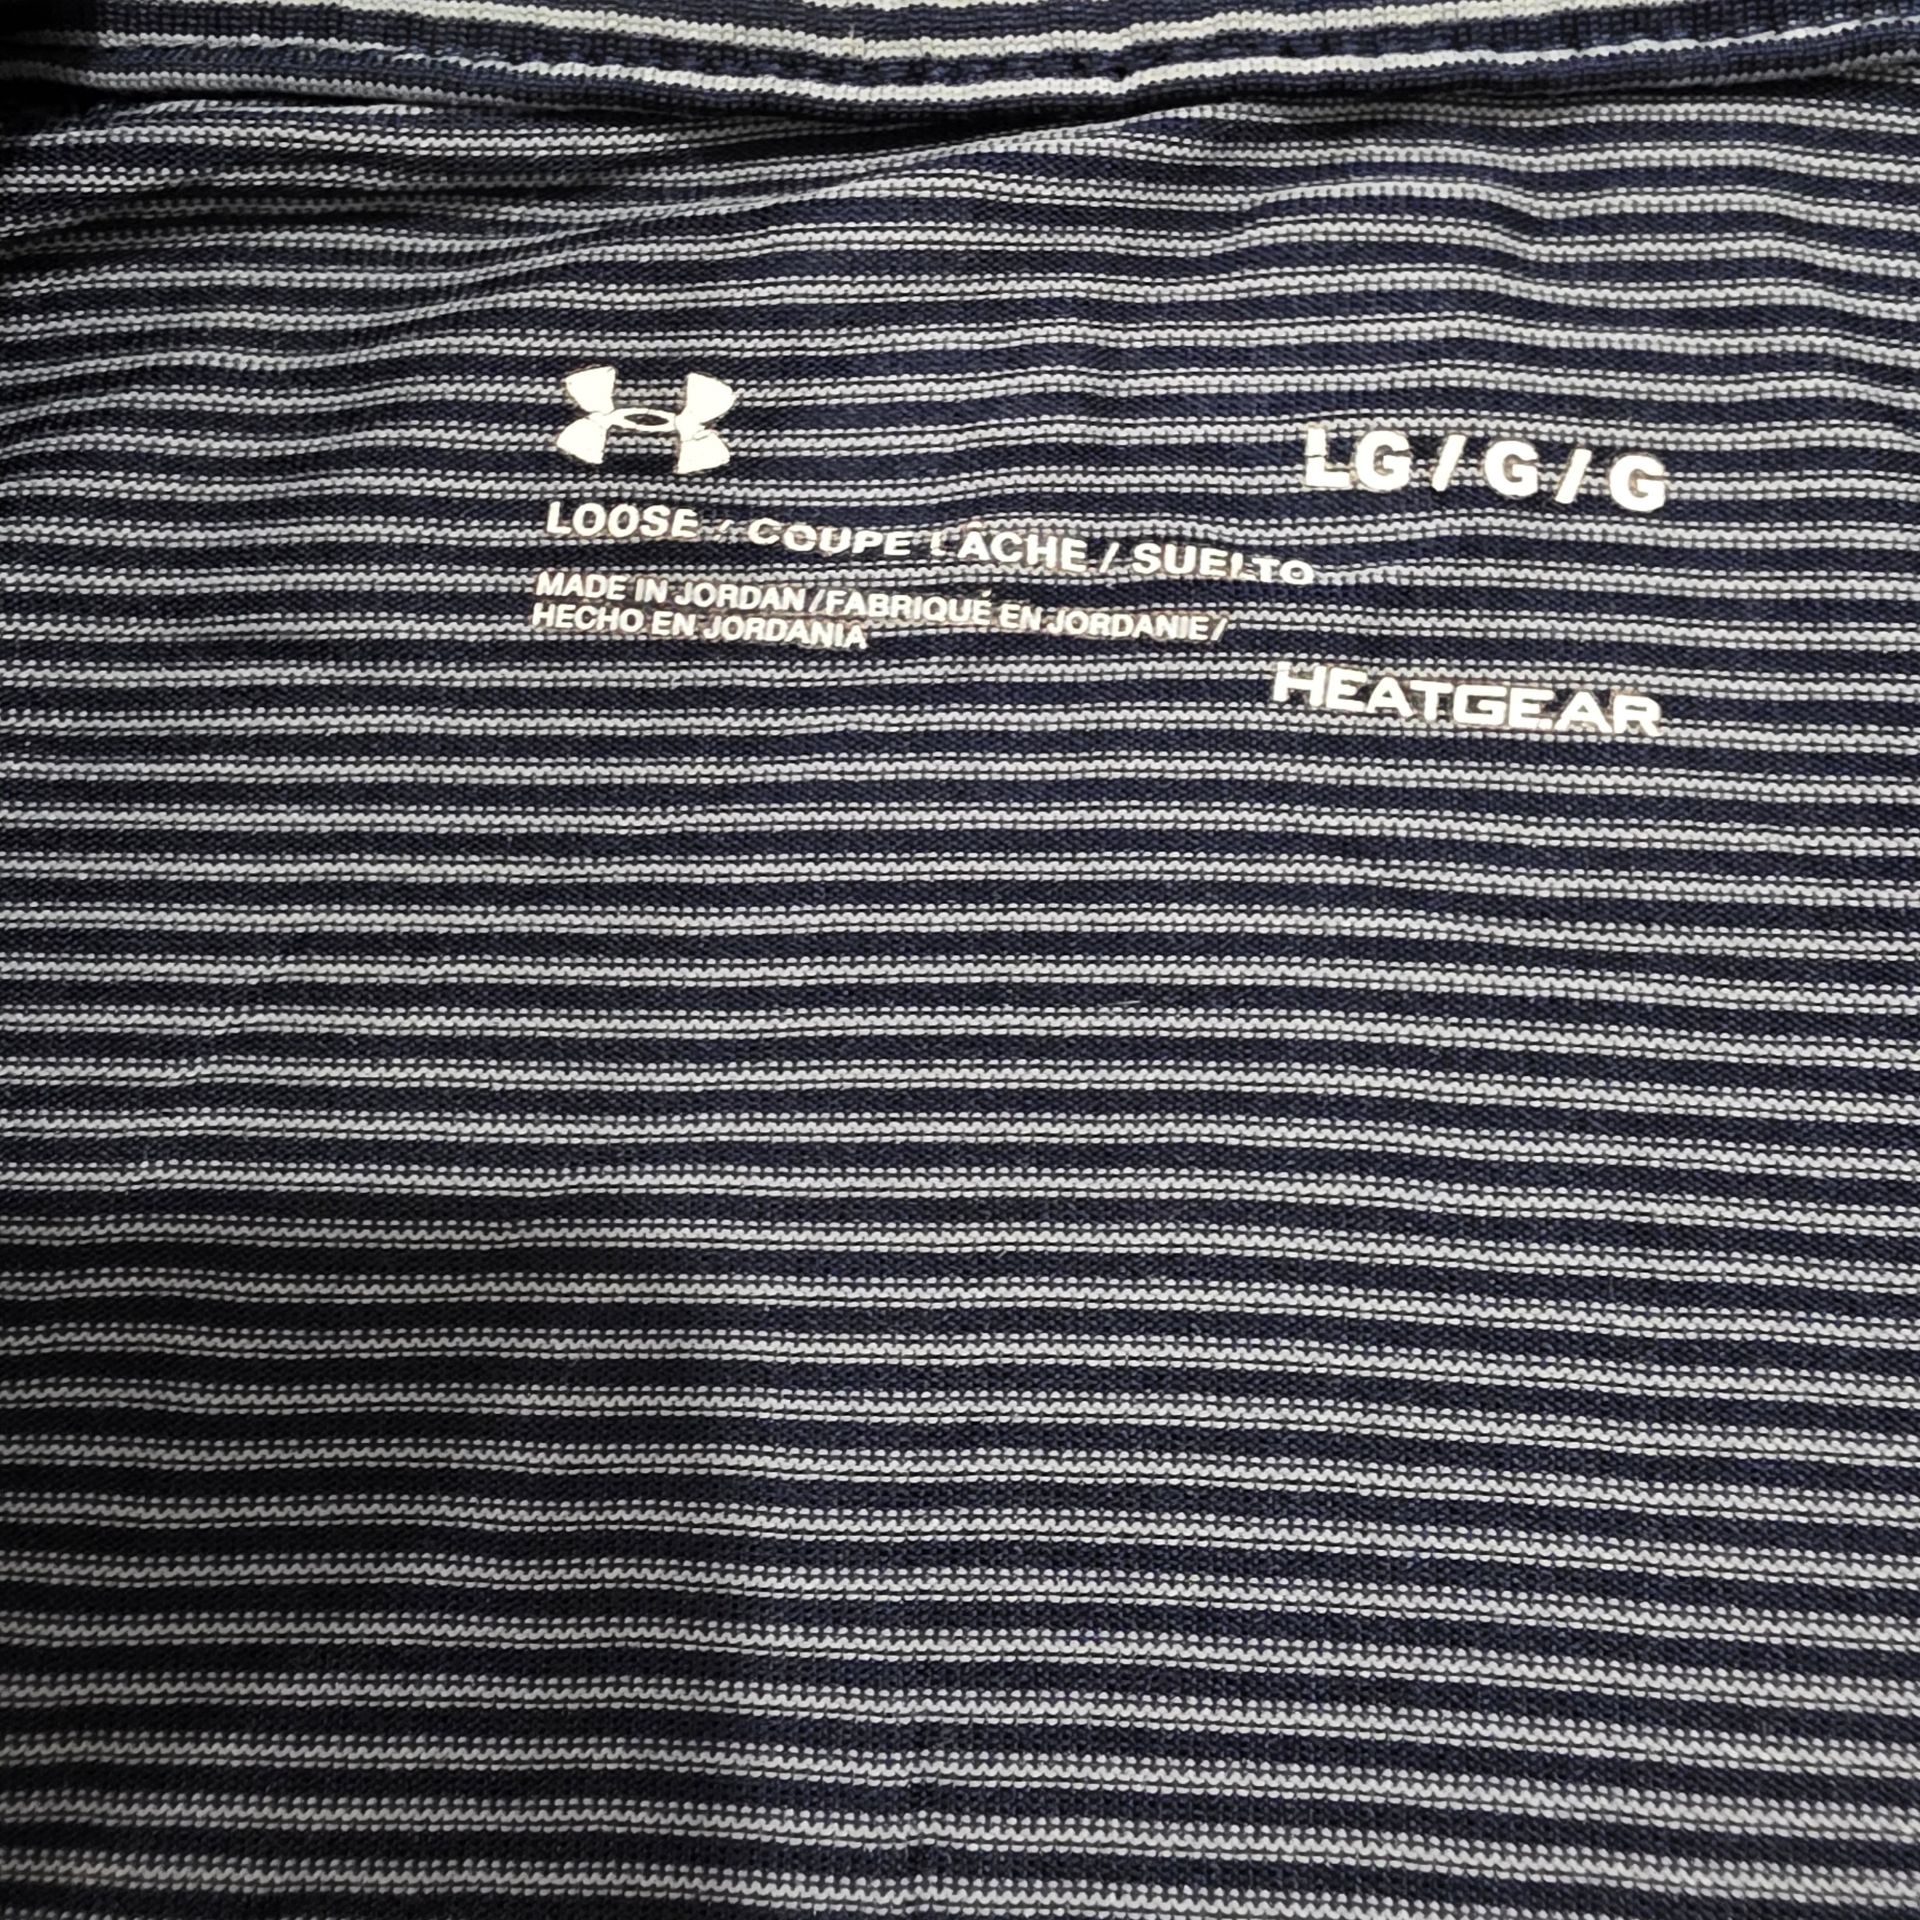 LG / G / G
LOOSE / COUPE LÂCHE / SUELTO
MADE IN JORDAN / FABRIQUÉ EN JORDANIE /
HECHO EN JORDANIA
HEATGEAR